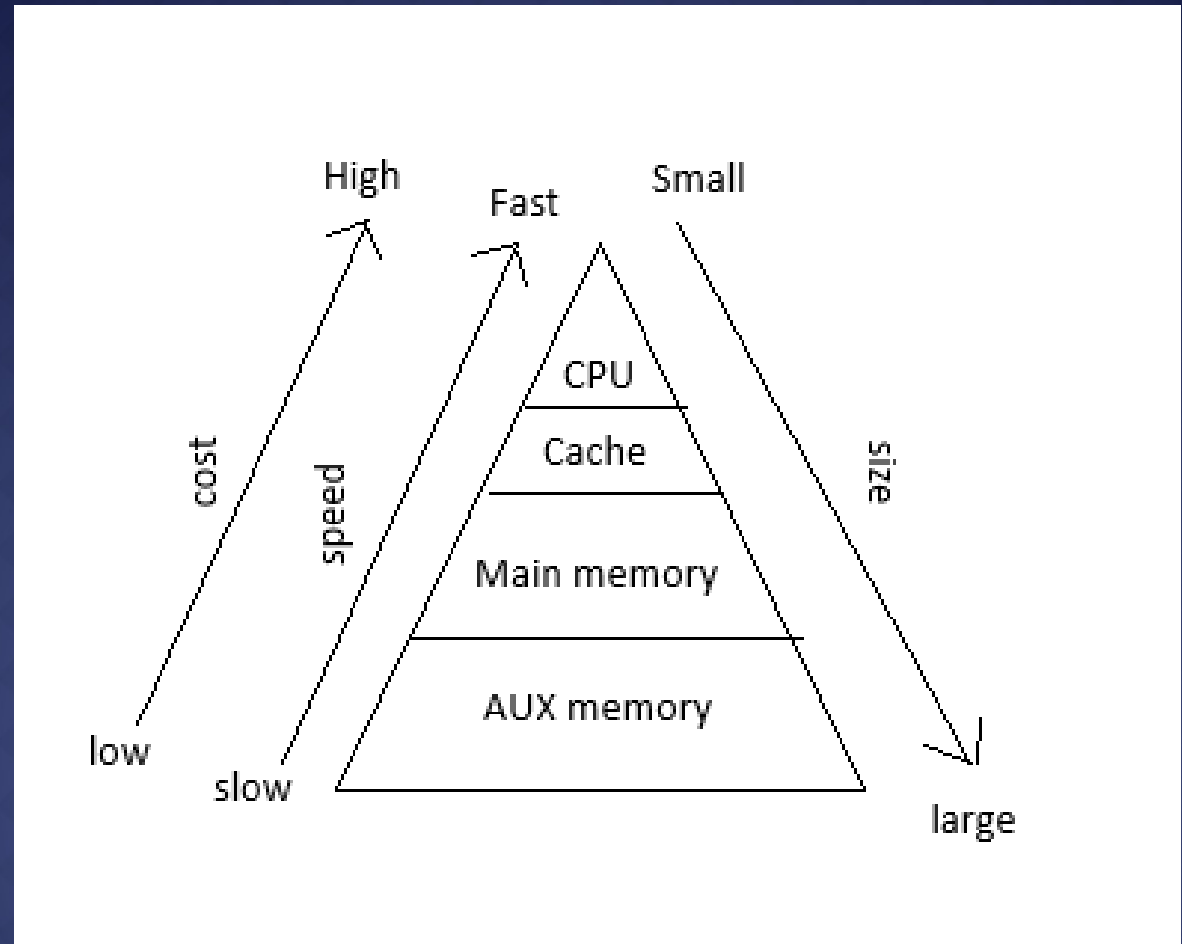 High
Fast
Small
CPU
Cache
cost
speed
size
Main memory
AUX memory
low
slow
large